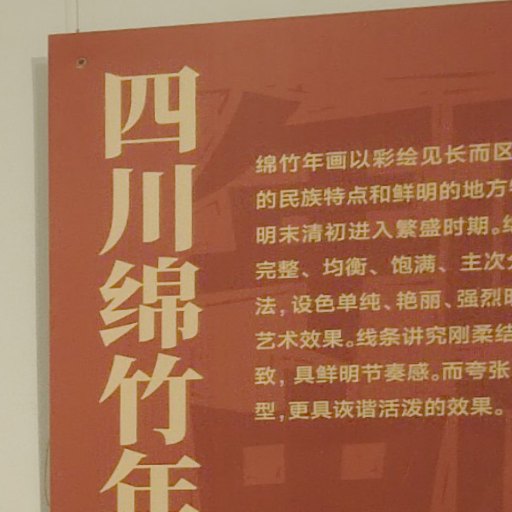 四川绵竹年
绵竹年画以彩绘见长而区
的民族特点和鲜明的地方
明末清初进入繁盛时期。
完整、均衡、饱满、主次
法,设色单纯、艳丽、强烈
艺术效果。线条讲究刚柔结
致,具鲜明节奏感。而夸张
型,更具诙谐活泼的效果。